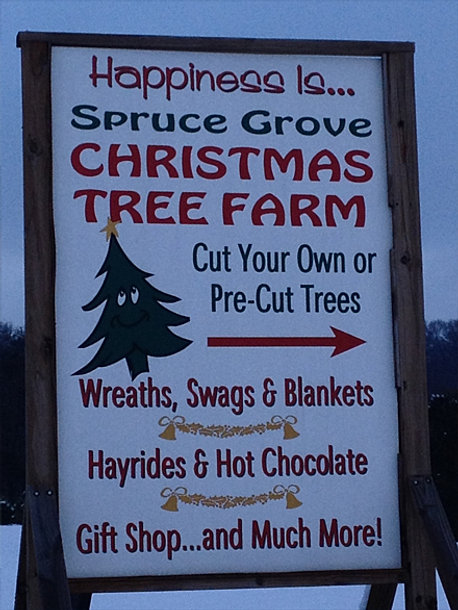 Happiness Is...
Spruce Grove
CHRISTMAS
TREE FARM
Cut Your Own or
Pre-Cut Trees
Wreaths, Swags & Blankets
Hayrides & Hot Chocolate
Gift Shop...and Much More!